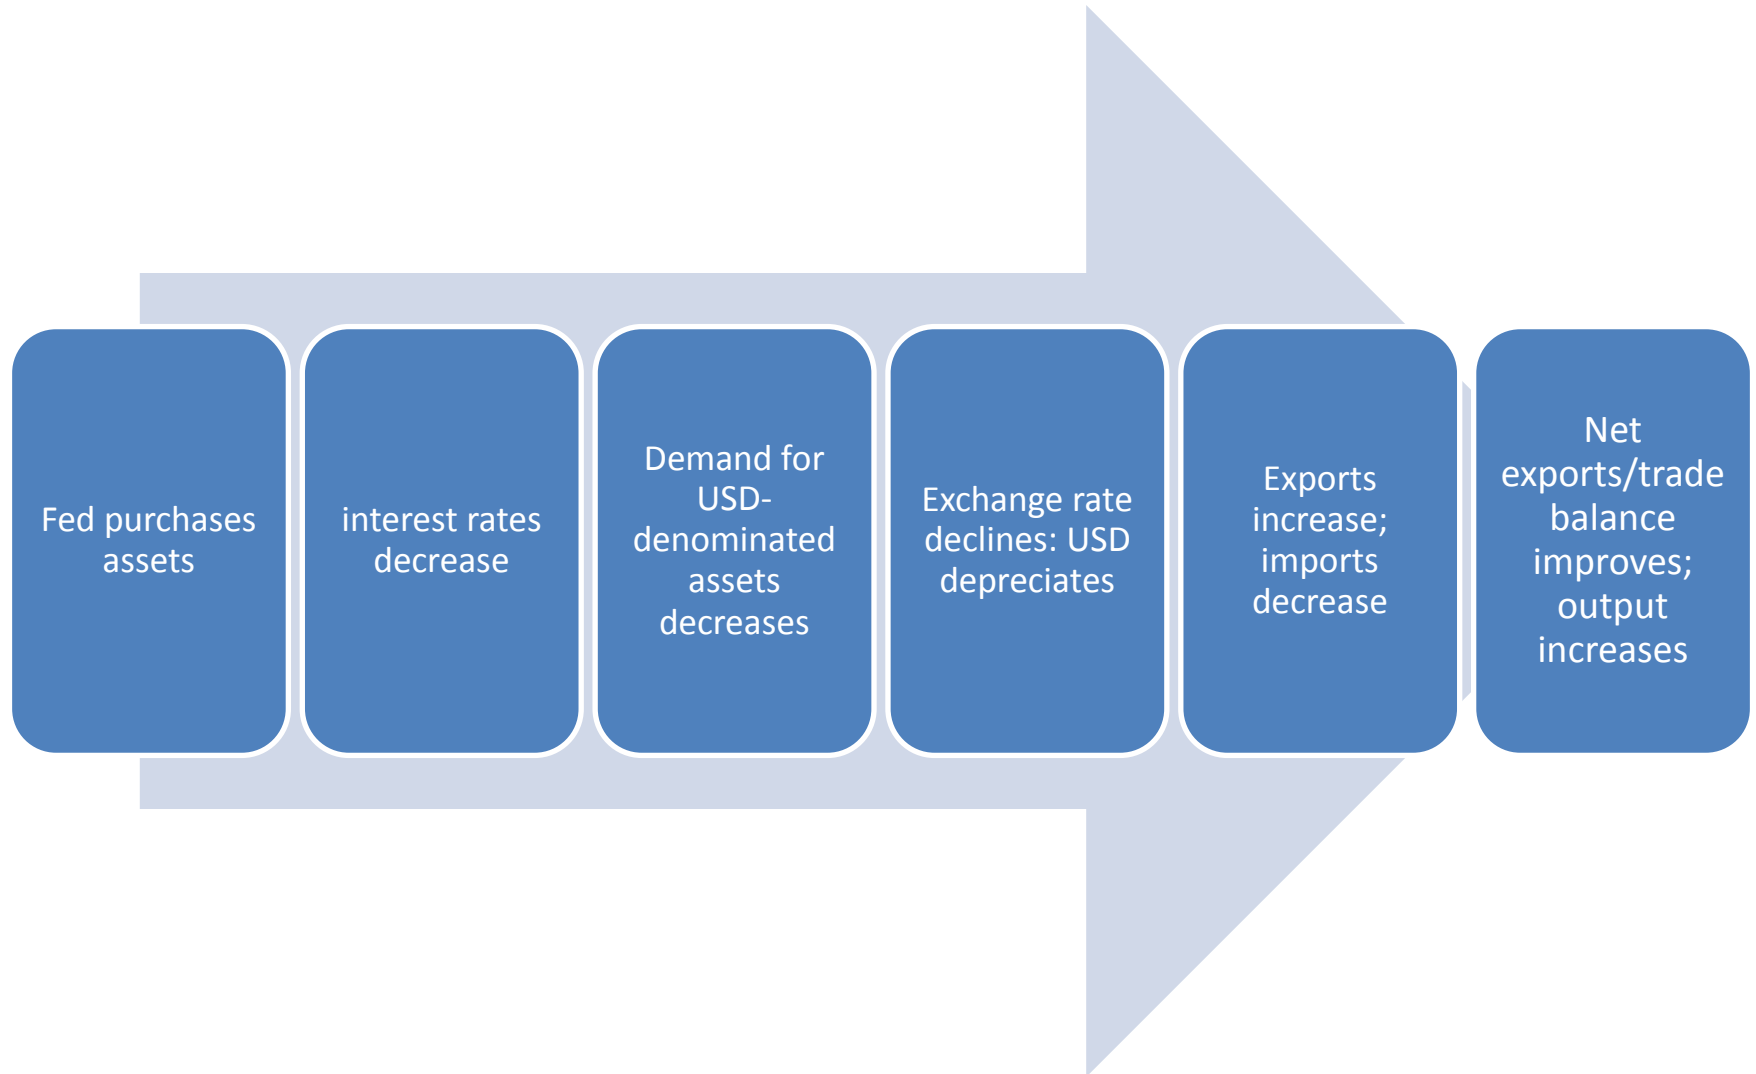 Fed purchases
assets
interest rates
decrease
Demand for
USD-
denominated
assets
decreases
Exchange rate
declines: USD
depreciates
Exports
increase;
imports
decrease
Net
exports/trade
balance
improves;
output
increases